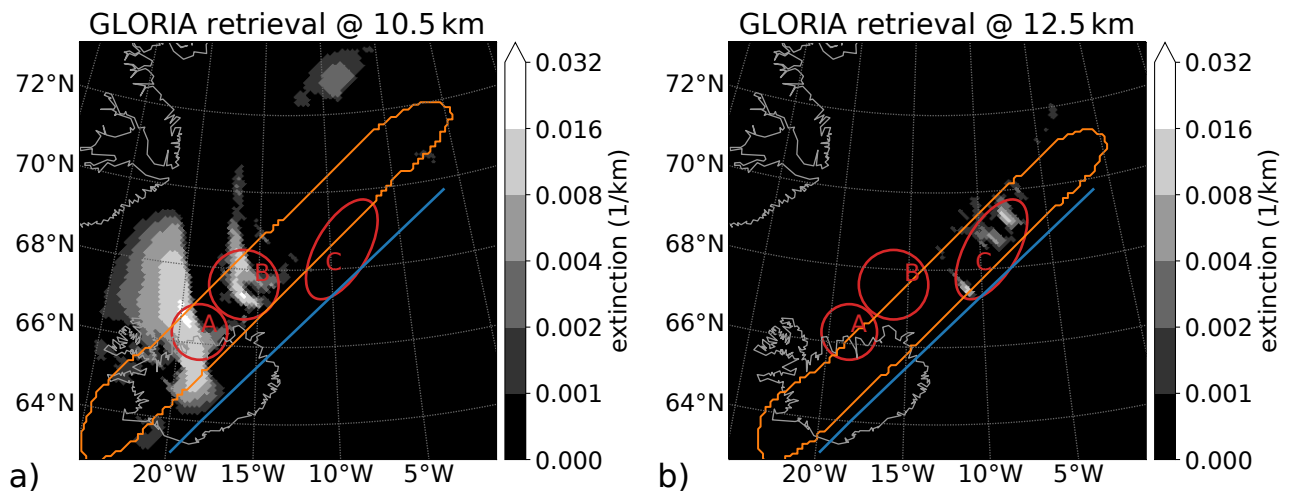 GLORIA retrieval @ 10.5 km
72°N
70°N
68°N
66°N
64°N
20°W 15°W 10°W 5°W
A
B
C
0.032
0.016
0.008
0.004
0.002
0.001
0.000
extinction (1/km)
a)
GLORIA retrieval @ 12.5 km
72°N
70°N
68°N
66°N
64°N
20°W 15°W 10°W 5°W
A
B
C
0.032
0.016
0.008
0.004
0.002
0.001
0.000
extinction (1/km)
b)